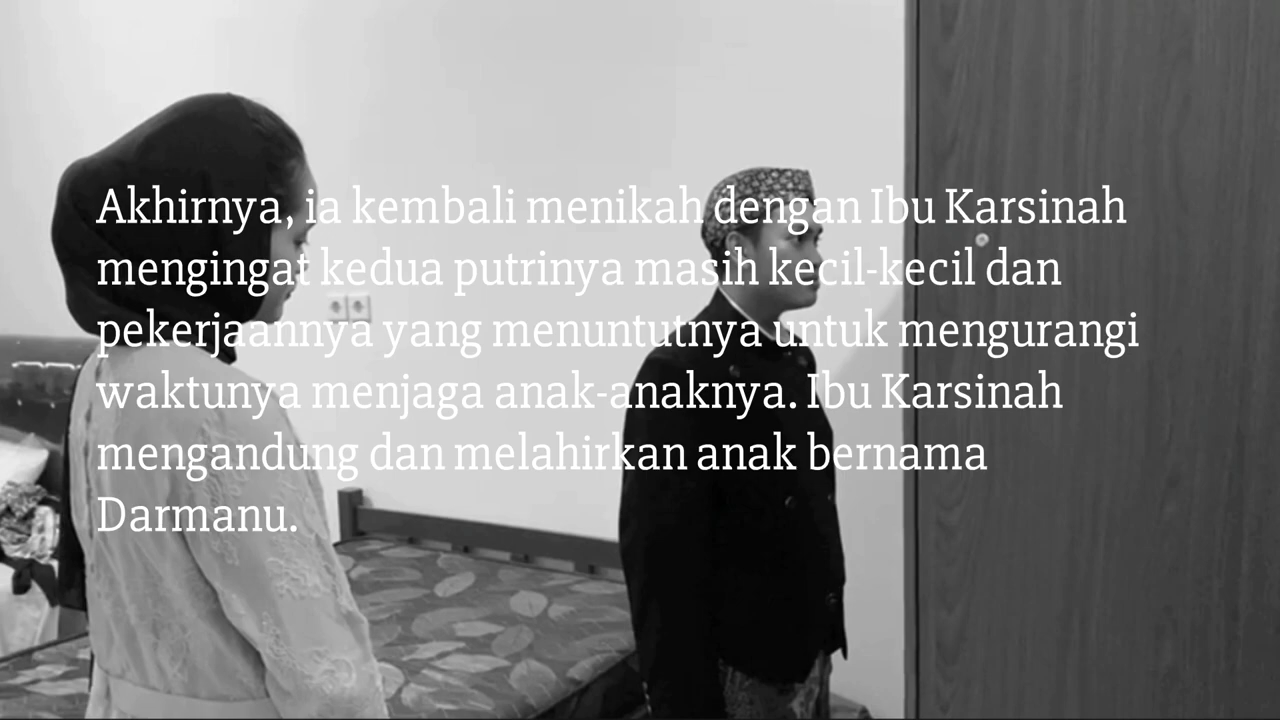 Akhirnya, ia kembali menikah dengan Ibu Karsinah
mengingat kedua putrinya masih kecil-kecil dan
pekerjaannya yang menuntutnya untuk mengurangi
waktunya menjaga anak-anaknya. Ibu Karsinah
mengandung dan melahirkan anak bernama
Darmanu.